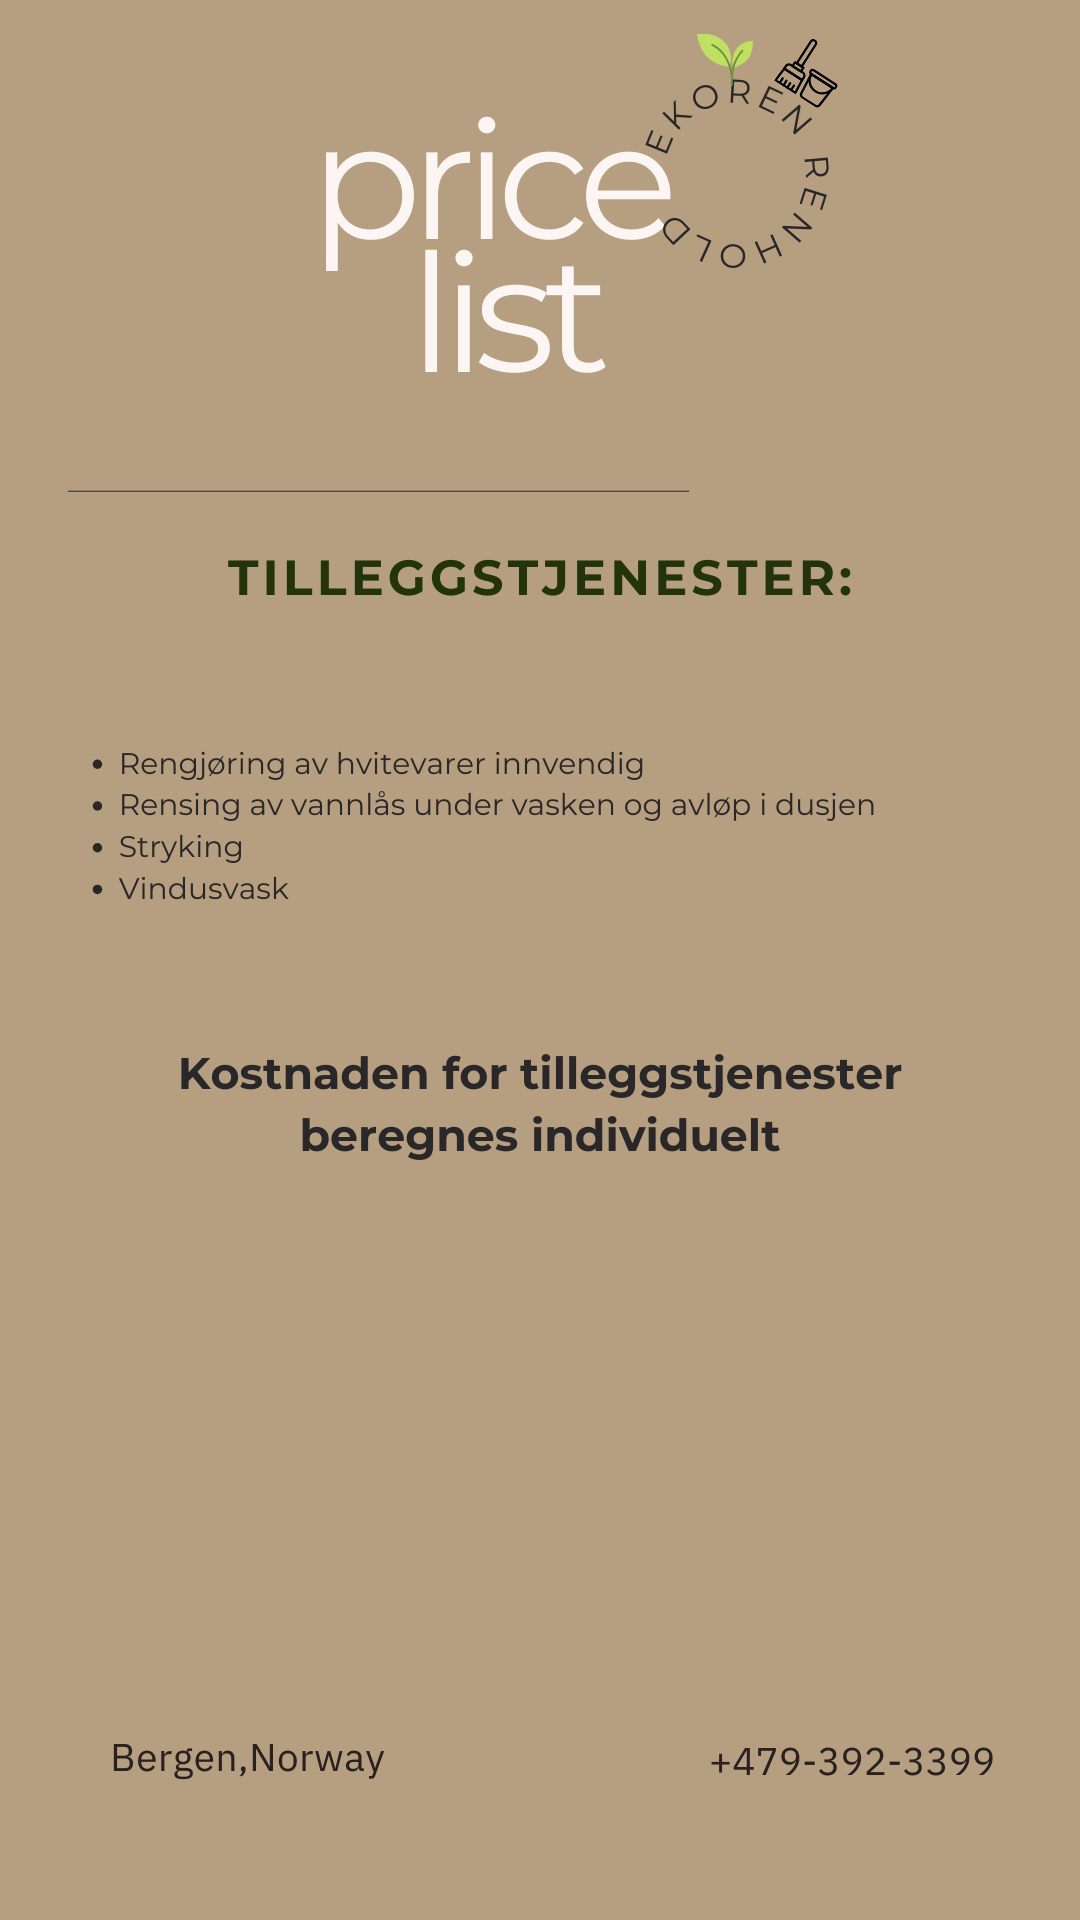 price
list
EKOREN RENHOLD
TILLEGGSTJENESTER:
• Rengjøring av hvitevarer innvendig
• Rensing av vannlås under vasken og avløp i dusjen
• Stryking
• Vindusvask
Kostnaden for tilleggstjenester
beregnes individuelt
Bergen,Norway
+479-392-3399